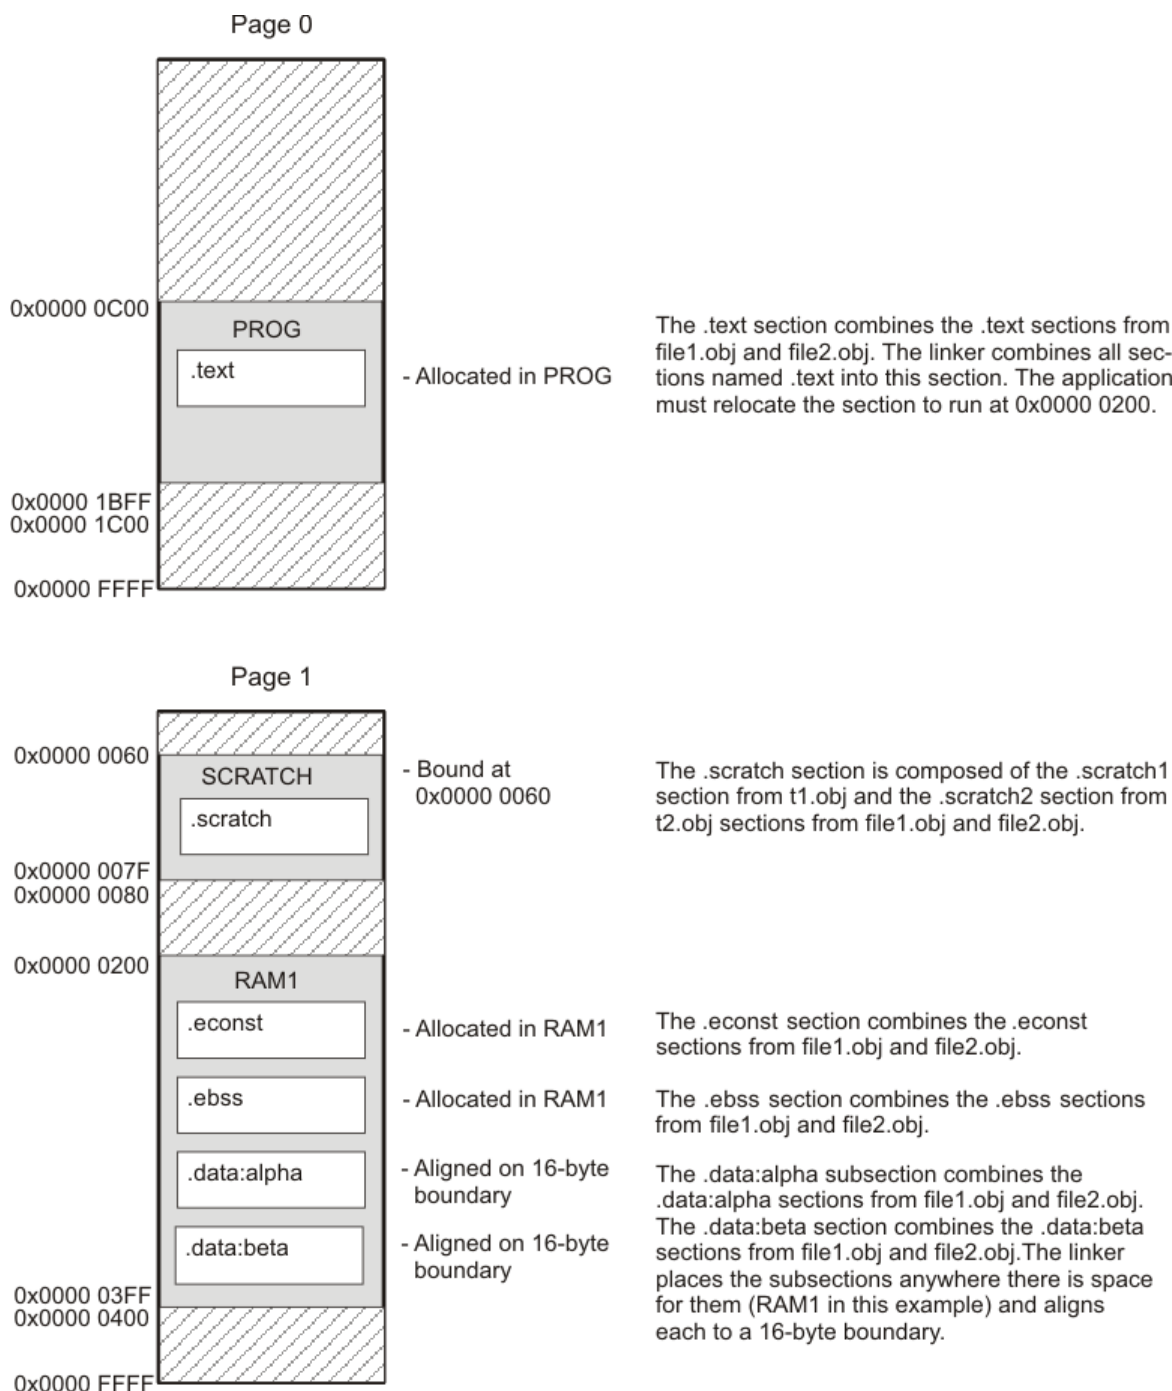 Page 0
0x0000 0C00
PROG
.text
- Allocated in PROG
The .text section combines the .text sections from
file1.obj and file2.obj. The linker combines all sec-
tions named .text into this section. The application
must relocate the section to run at 0x0000 0200.
0x0000 1BFF
0x0000 1C00
0x0000 FFFF
Page 1
0x0000 0060
SCRATCH
.scratch
- Bound at
0x0000 0060
The .scratch section is composed of the .scratch1
section from t1.obj and the .scratch2 section from
t2.obj sections from file1.obj and file2.obj.
0x0000 007F
0x0000 0080
0x0000 0200
RAM1
.econst
- Allocated in RAM1
The .econst section combines the .econst
sections from file1.obj and file2.obj.
.ebss
- Allocated in RAM1
The .ebss section combines the .ebss sections
from file1.obj and file2.obj.
.data:alpha
- Aligned on 16-byte
boundary
The .data:alpha subsection combines the
.data:alpha sections from file1.obj and file2.obj.
.data:beta
- Aligned on 16-byte
boundary
The .data:beta section combines the .data:beta
sections from file1.obj and file2.obj.The linker
places the subsections anywhere there is space
for them (RAM1 in this example) and aligns
each to a 16-byte boundary.
0x0000 03FF
0x0000 0400
0x0000 FFFF